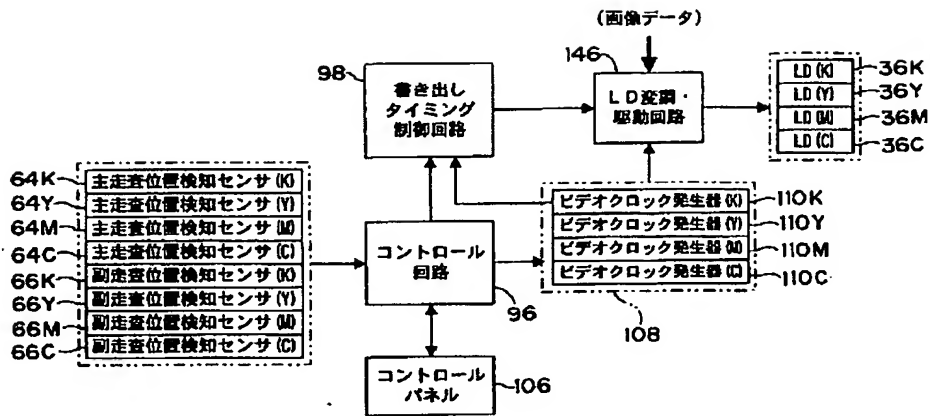 (画像データ)
98
146
書き出し
タイミング
制御回路
LD変調・
駆動回路
LD(K)
LD(Y)
LD(M)
LD(C)
36K
36Y
36M
36C
64K
64Y
64M
64C
66K
66Y
66M
66C
主走査位置検知センサ(K)
主走査位置検知センサ(Y)
主走査位置検知センサ(M)
主走査位置検知センサ(C)
副走査位置検知センサ(K)
副走査位置検知センサ(Y)
副走査位置検知センサ(M)
副走査位置検知センサ(C)
コントロール
回路
96
ビデオクロック発生器(K)
ビデオクロック発生器(Y)
ビデオクロック発生器(M)
ビデオクロック発生器(C)
110K
110Y
110M
110C
108
コントロール
パネル
106